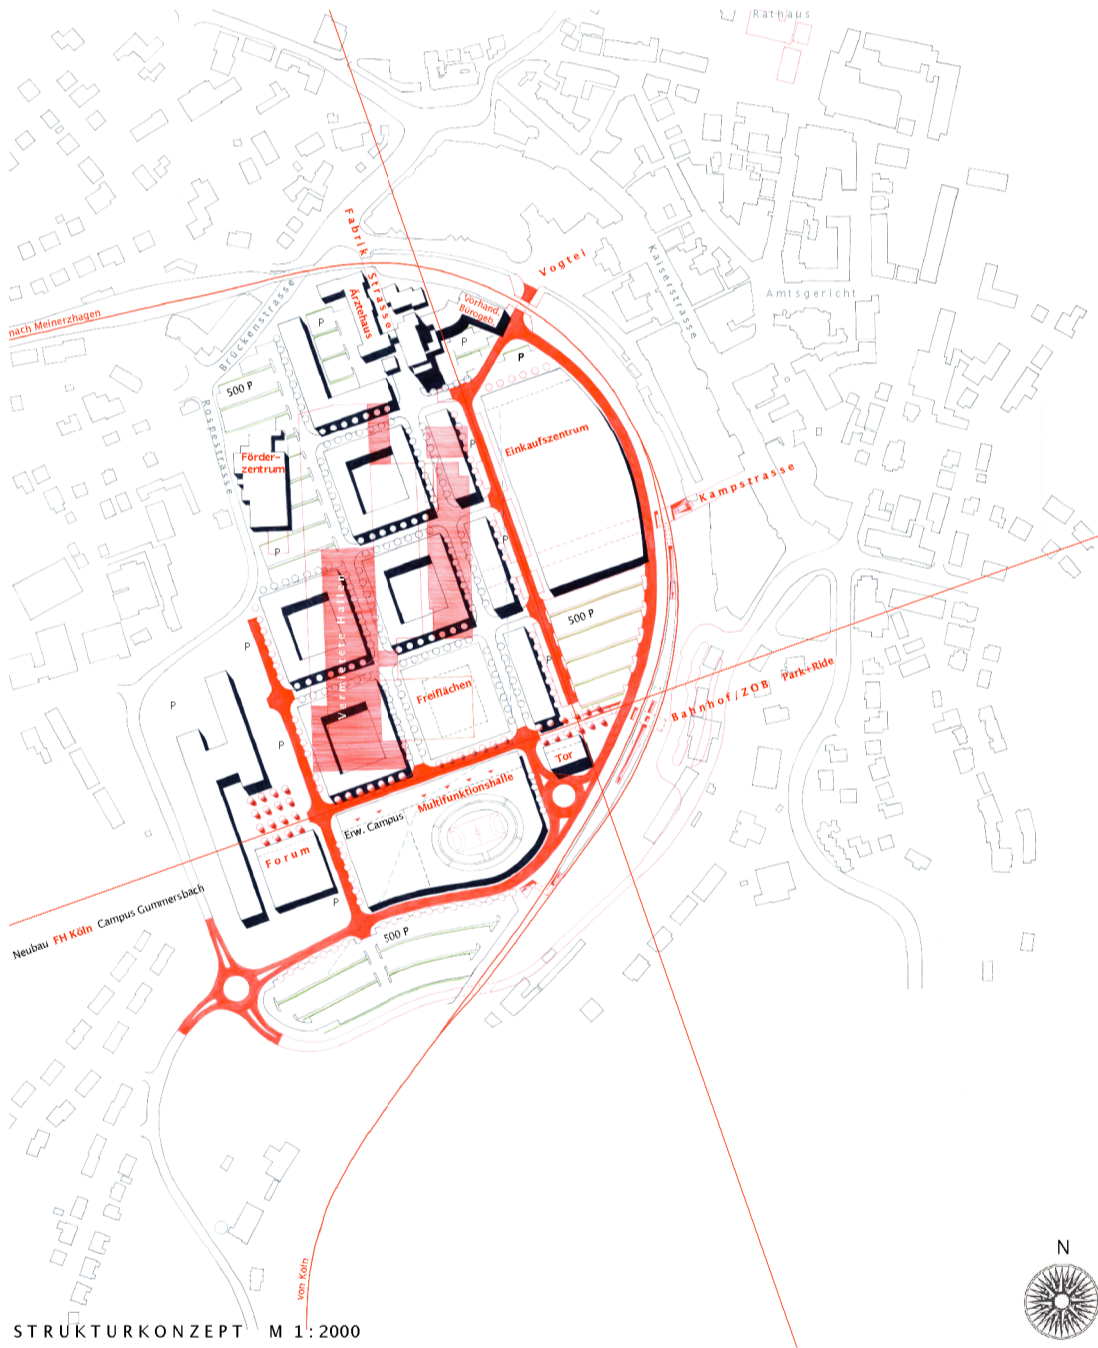 Rathaus
Fabrik
Strasse
Vogtei
Kaiserstrasse
Amtsgericht
nach Meinerzhagen
Brückenstrasse
Ärztehaus
Vorhand.
Bürogeb.
P
P
P
500 P
Rospestrasse
Förder-
zentrum
Einkaufszentrum
P
Kampstrasse
P
P
500 P
Vermietete Hallen
P
P
Freiflächen
Park+Ride
Bahnhof/ZOB
P
P
Tor
Multifunktionshalle
Erw. Campus
Forum
P
Neubau FH Köln Campus Gummersbach
500 P
von Köln
N
STRUKTURKONZEPT M 1:2000